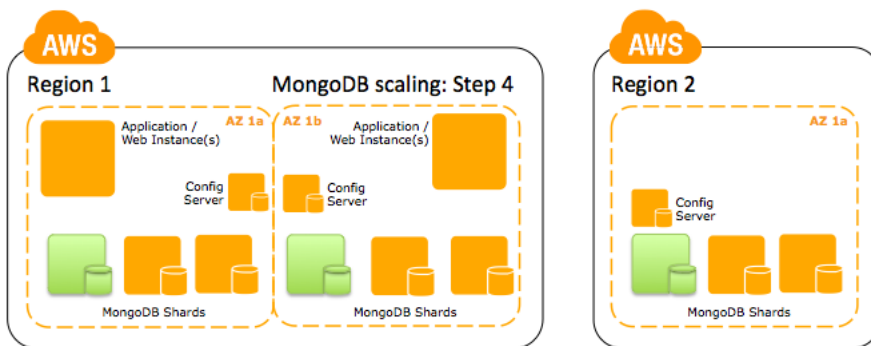 AWS
Region 1
MongoDB scaling: Step 4
Application /
Web Instance(s)
AZ 1a
Config
Server
MongoDB Shards
AZ 1b
Application /
Web Instance(s)
Config
Server
MongoDB Shards
AWS
Region 2
AZ 1a
Config
Server
MongoDB Shards